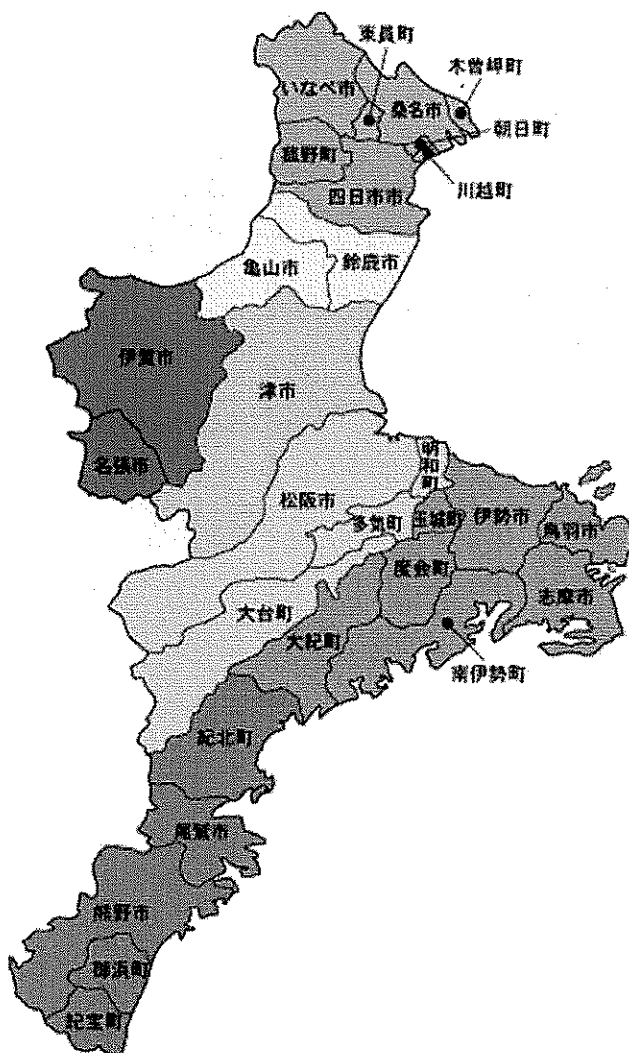 東員町
木曽岬町
いなべ市
桑名市
朝日町
菰野町
川越町
四日市市
亀山市
鈴鹿市
伊賀市
津市
名張市
明和町
松阪市
多気町
玉城町
伊勢市
鳥羽市
度会町
志摩市
大台町
大紀町
南伊勢町
紀北町
尾鷲市
熊野市
御浜町
紀宝町